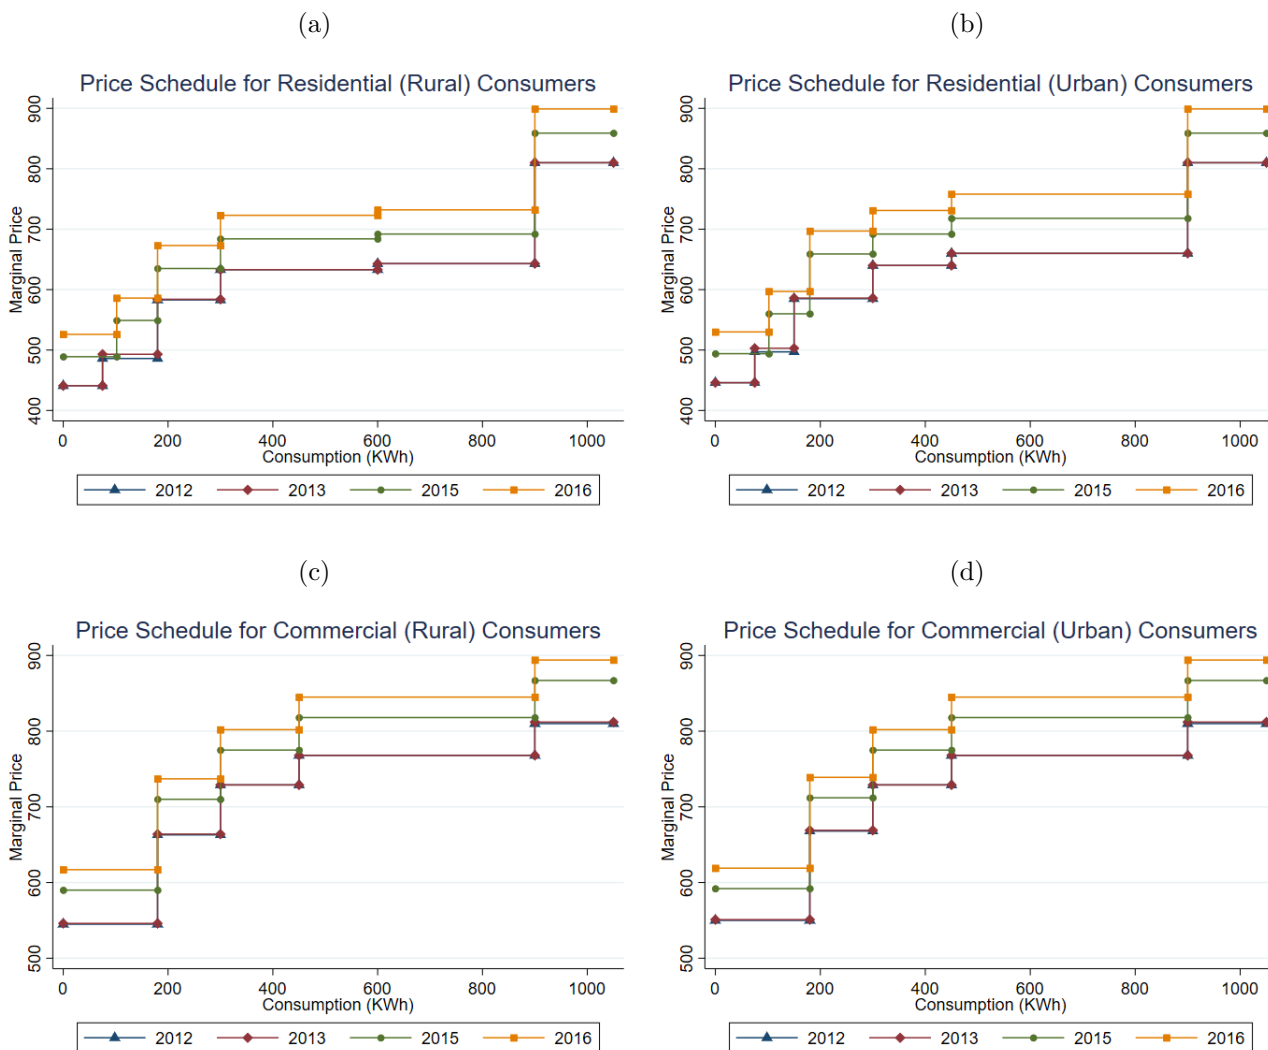 (a)
Price Schedule for Residential (Rural) Consumers
Marginal Price
900
800
700
600
500
400
0 200 400 600 800 1000
Consumption (KWh)
2012 2013 2015 2016
(b)
Price Schedule for Residential (Urban) Consumers
Marginal Price
900
800
700
600
500
400
0 200 400 600 800 1000
Consumption (KWh)
2012 2013 2015 2016
(c)
Price Schedule for Commercial (Rural) Consumers
Marginal Price
900
800
700
600
500
0 200 400 600 800 1000
Consumption (KWh)
2012 2013 2015 2016
(d)
Price Schedule for Commercial (Urban) Consumers
Marginal Price
900
800
700
600
500
0 200 400 600 800 1000
Consumption (KWh)
2012 2013 2015 2016